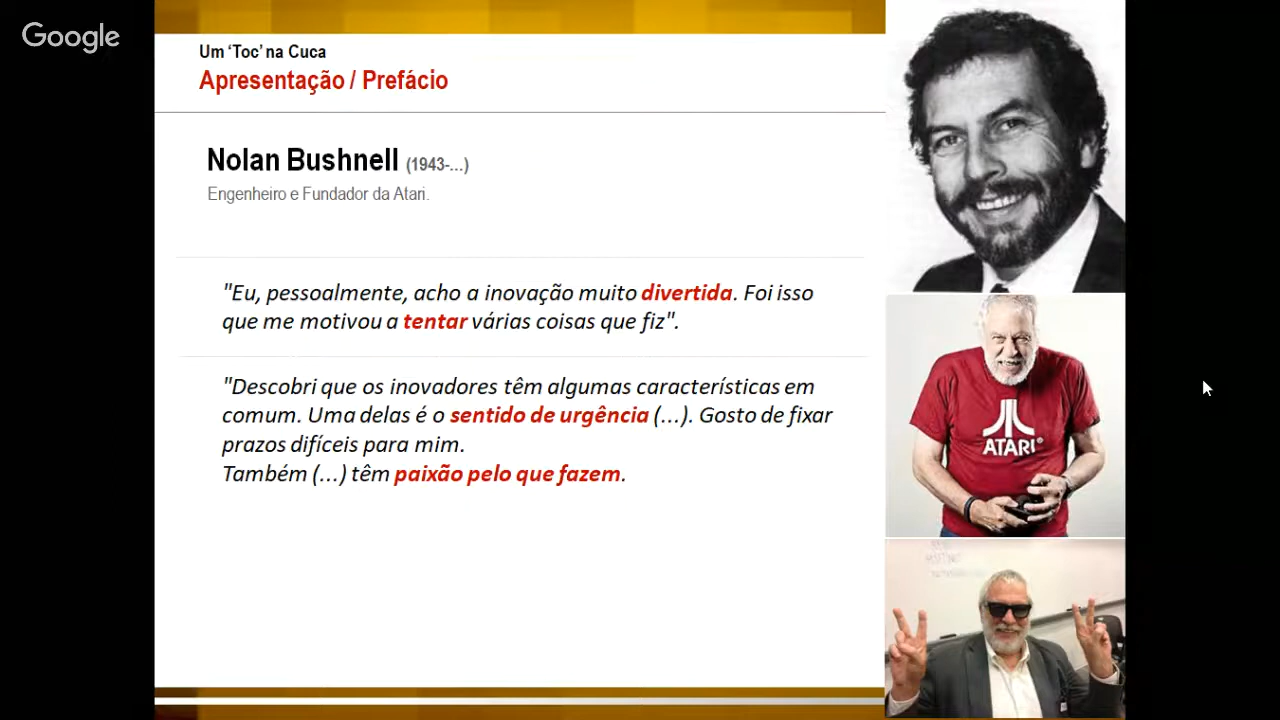 Google
Um ‘Toc’ na Cuca
Apresentação / Prefácio
Nolan Bushnell (1943-...)
Engenheiro e Fundador da Atari.
"Eu, pessoalmente, acho a inovação muito divertida. Foi isso
que me motivou a tentar várias coisas que fiz".
"Descobri que os inovadores têm algumas características em
comum. Uma delas é o sentido de urgência (...). Gosto de fixar
prazos difíceis para mim.
Também (...) têm paixão pelo que fazem.
ATARI